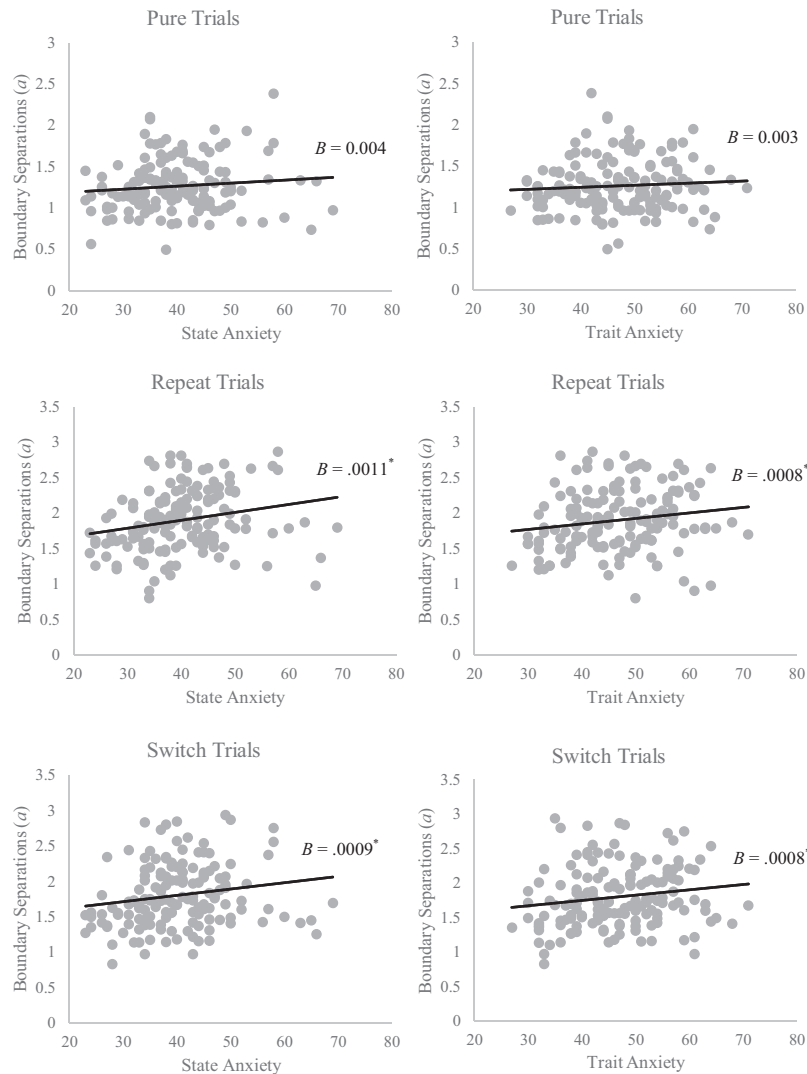 Pure Trials
3
2.5
2
1.5
1
0.5
0
Boundary Separations (a)
B = 0.004
20 30 40 50 60 70 80
State Anxiety
Pure Trials
3
2.5
2
1.5
1
0.5
0
Boundary Separations (a)
B = 0.003
20 30 40 50 60 70 80
Trait Anxiety
Repeat Trials
3.5
3
2.5
2
1.5
1
0.5
0
Boundary Separations (a)
B = .0011*
20 30 40 50 60 70 80
State Anxiety
Repeat Trials
3.5
3
2.5
2
1.5
1
0.5
0
Boundary Separations (a)
B = .0008*
20 30 40 50 60 70 80
Trait Anxiety
Switch Trials
3.5
3
2.5
2
1.5
1
0.5
0
Boundary Separations (a)
B = .0009*
20 30 40 50 60 70 80
State Anxiety
Switch Trials
3.5
3
2.5
2
1.5
1
0.5
0
Boundary Separations (a)
B = .0008*
20 30 40 50 60 70 80
Trait Anxiety